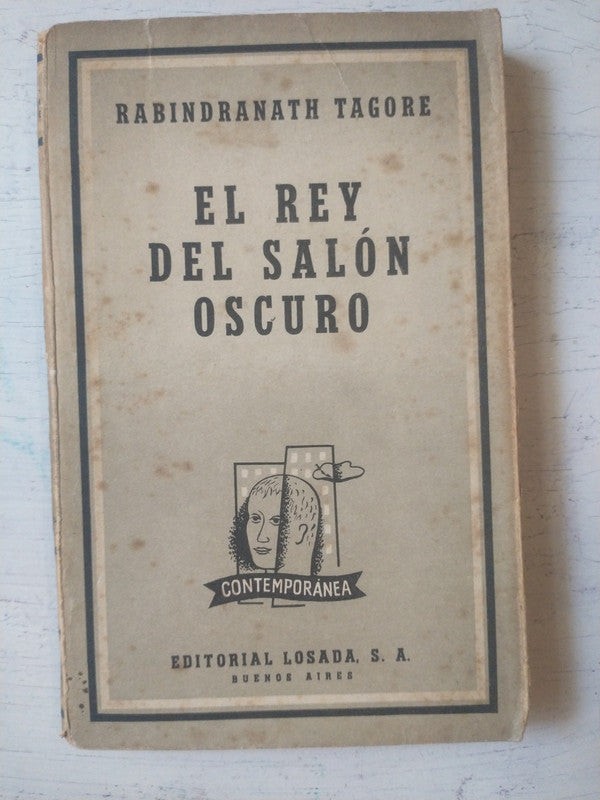 RABINDRANATH TAGORE
EL REY
DEL SALÓN
OSCURO
CONTEMPORÁNEA
EDITORIAL LOSADA, S. A.
BUENOS AIRES